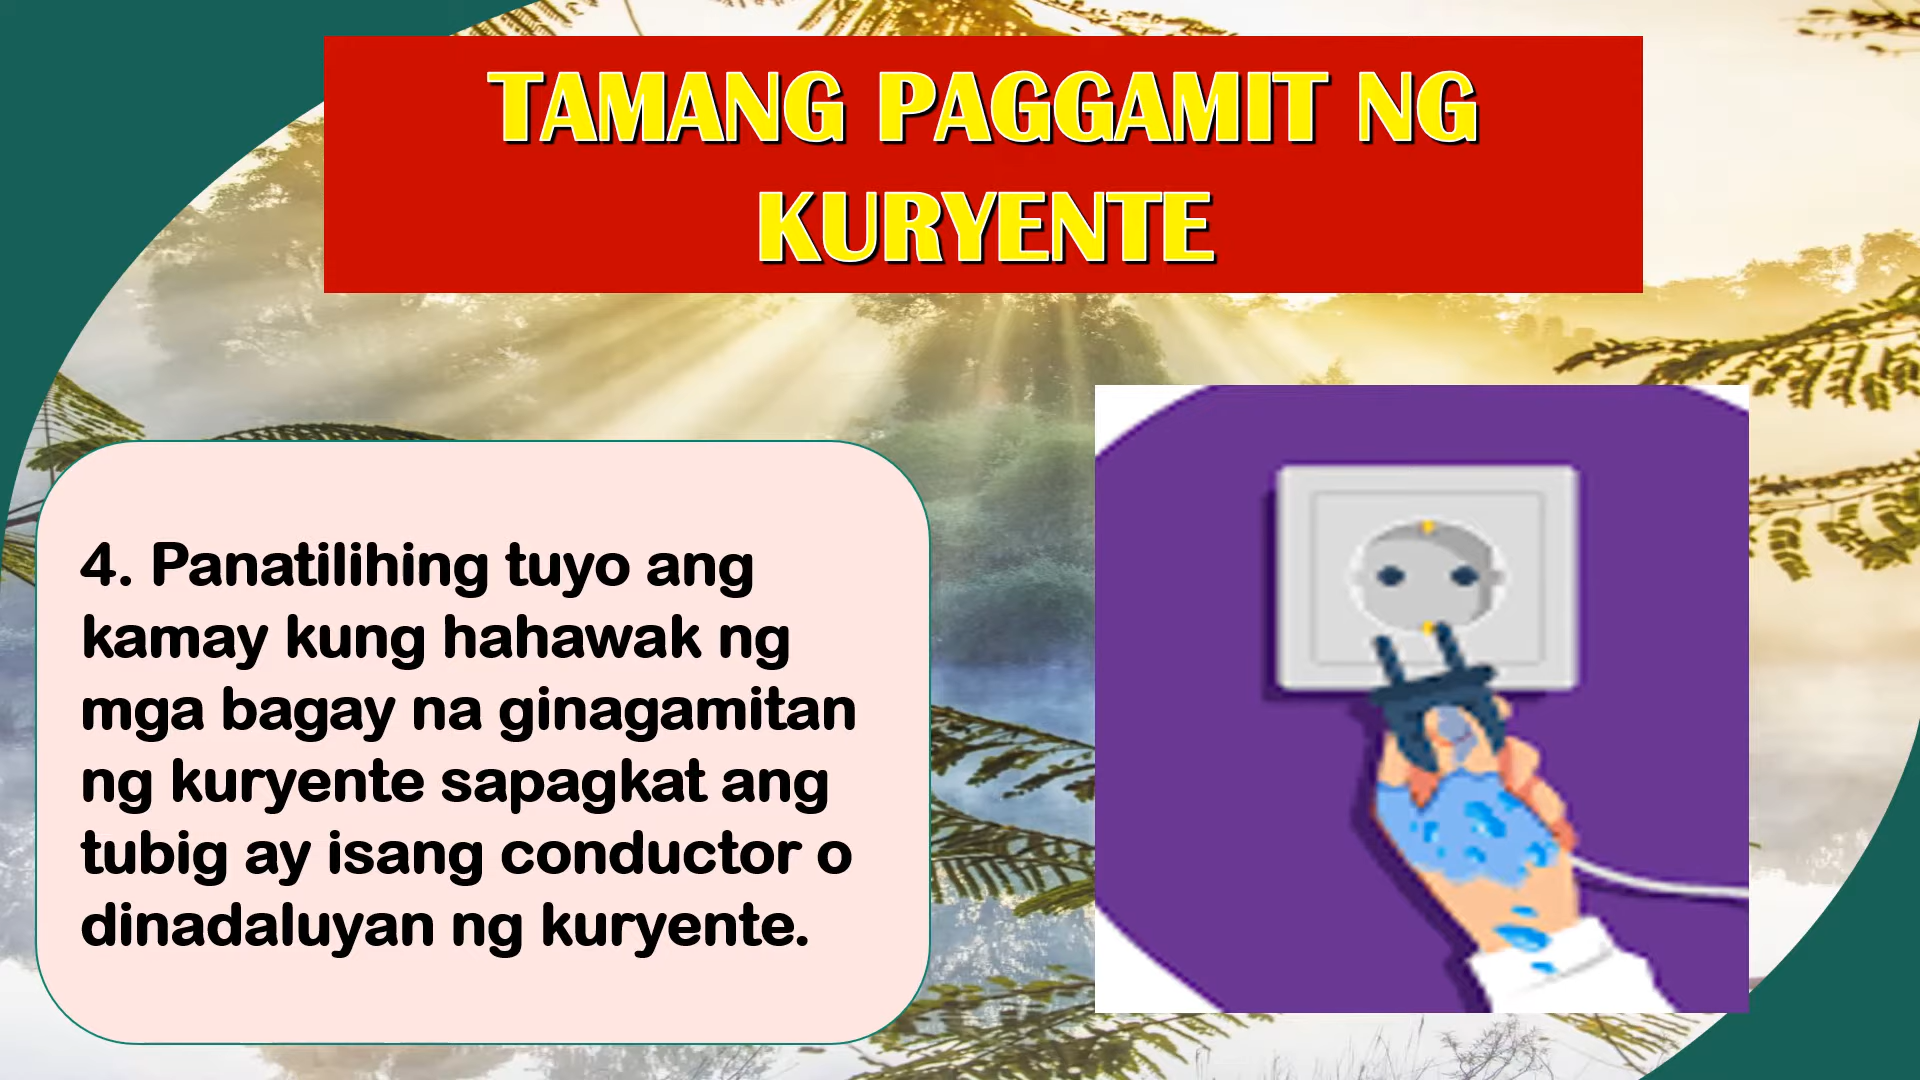 TAMANG PAGGAMIT NG
KURYENTE
4. Panatilihing tuyo ang
kamay kung hahawak ng
mga bagay na ginagamitan
ng kuryente sapagkat ang
tubig ay isang conductor o
dinadaluyan ng kuryente.